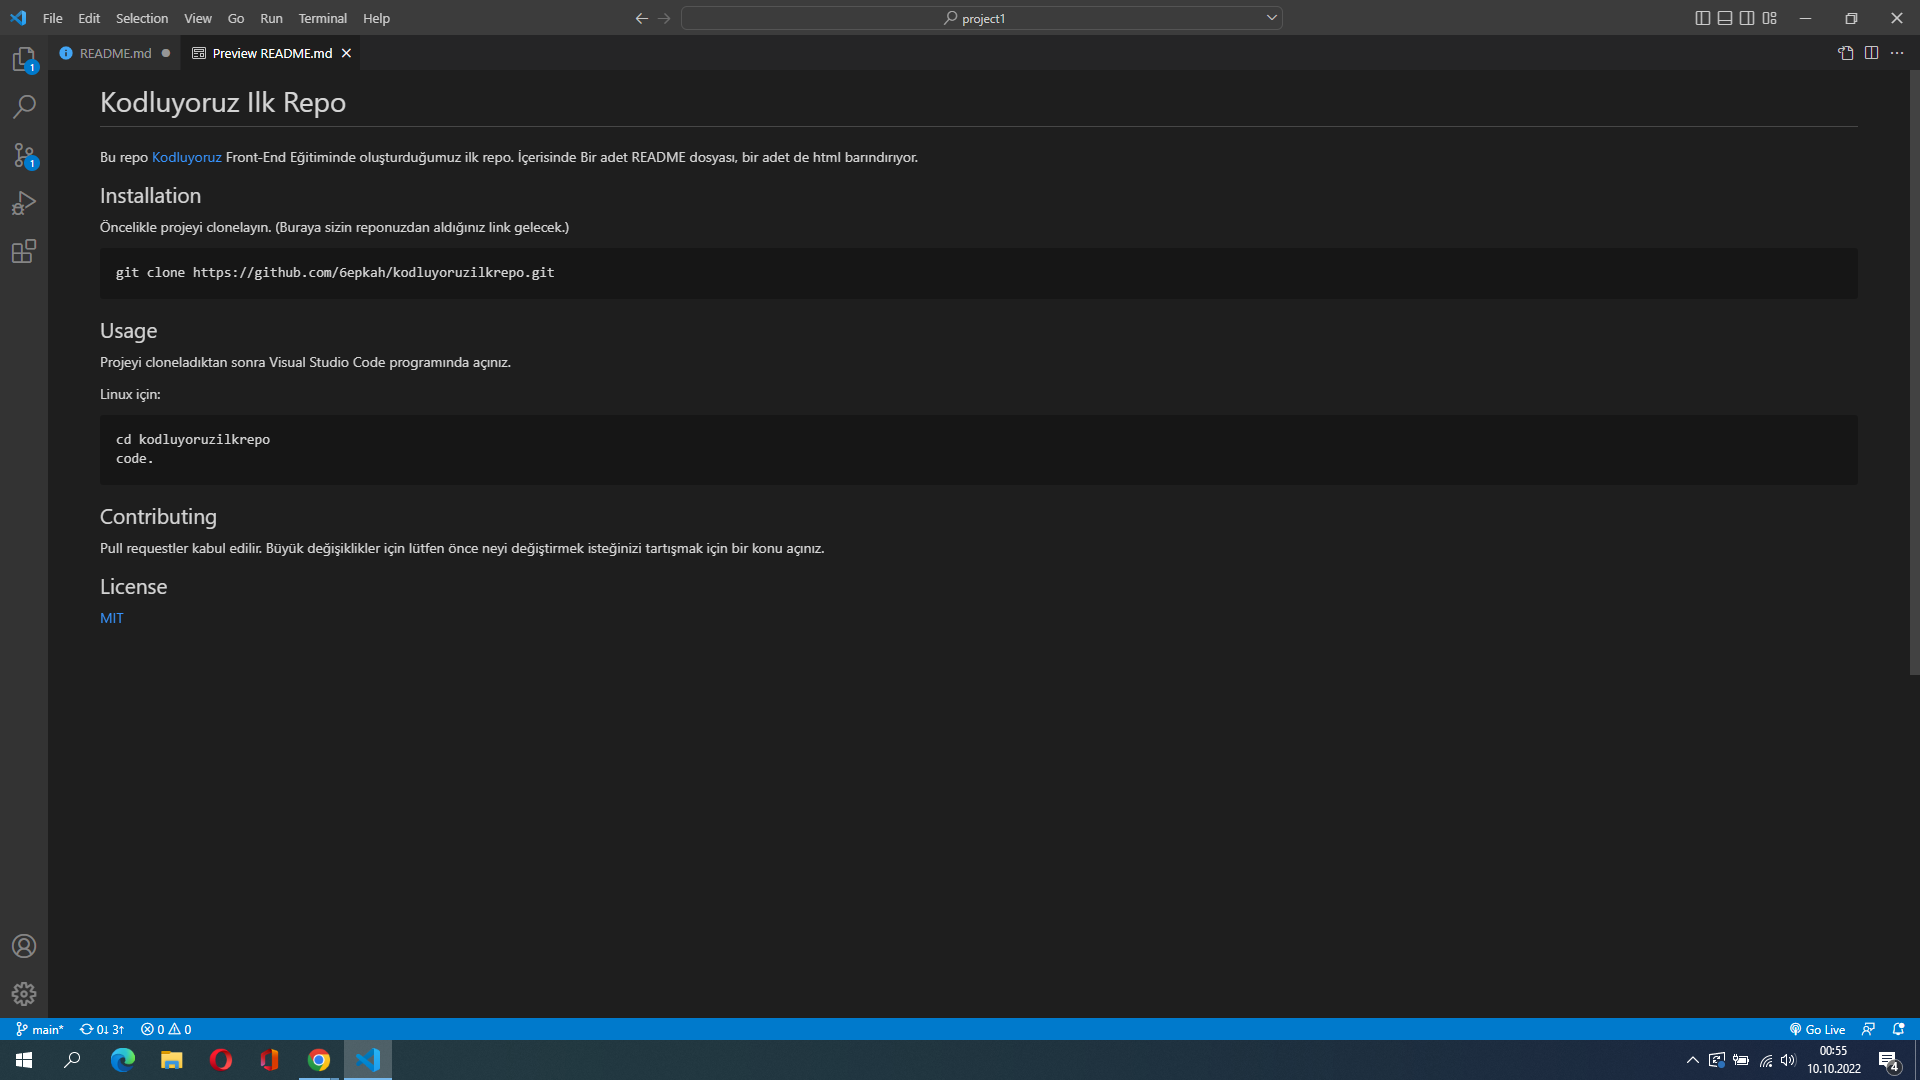 File Edit Selection View Go Run Terminal Help
project1
README.md
Preview README.md
1
1
Kodluyoruz Ilk Repo
Bu repo Kodluyoruz Front-End Eğitiminde oluşturduğumuz ilk repo. İçerisinde Bir adet README dosyası, bir adet de html barındırıyor.
Installation
Öncelikle projeyi clonelayın. (Buraya sizin reponuzdan aldığınız link gelecek.)
git clone https://github.com/6epkah/kodluyoruzilkrepo.git
Usage
Projeyi cloneladıktan sonra Visual Studio Code programında açınız.
Linux için:
cd kodluyoruzilkrepo
code.
Contributing
Pull requestler kabul edilir. Büyük değişiklikler için lütfen önce neyi değiştirmek isteğinizi tartışmak için bir konu açınız.
License
MIT
main* 0↓ 3↑ 0 0
Go Live
00:55
10.10.2022
4